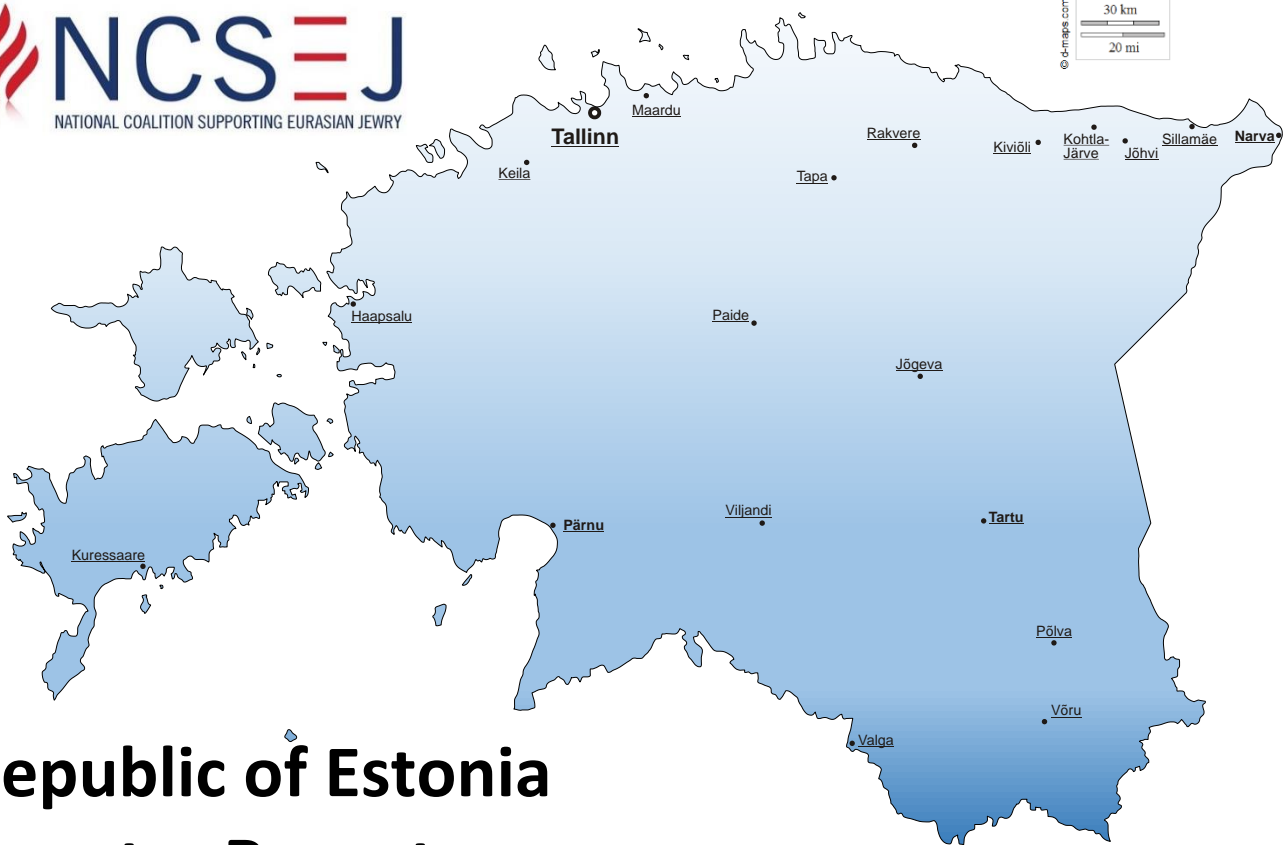 NCSEJ
NATIONAL COALITION SUPPORTING EURASIAN JEWRY
30 km
20 mi
© d-maps.com
Tallinn
Maardu
Keila
Rakvere
Tapa
Kiviõli
Kohtla-
Järve
Jõhvi
Sillamäe
Narva
Haapsalu
Paide
Jõgeva
Kuressaare
Pärnu
Viljandi
Tartu
Põlva
Võru
Valga
epublic of Estonia